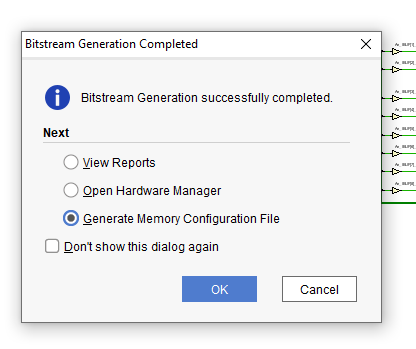 Bitstream Generation Completed
Bitstream Generation successfully completed.
Next
View Reports
Open Hardware Manager
Generate Memory Configuration File
Don't show this dialog again
OK
Cancel